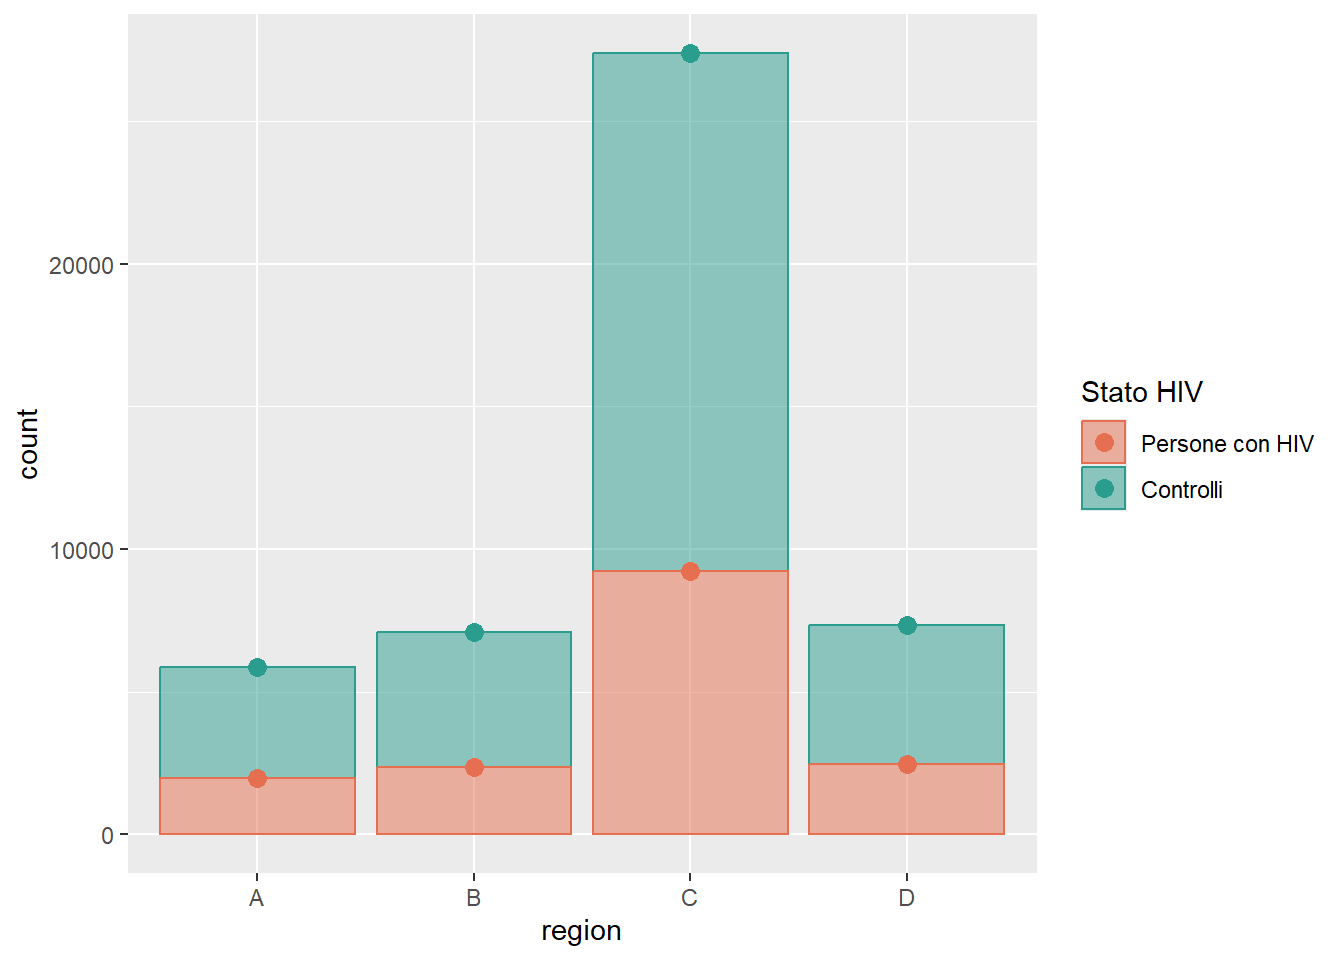 count
20000
10000
0
A
B
C
D
region
Stato HIV
Persone con HIV
Controlli